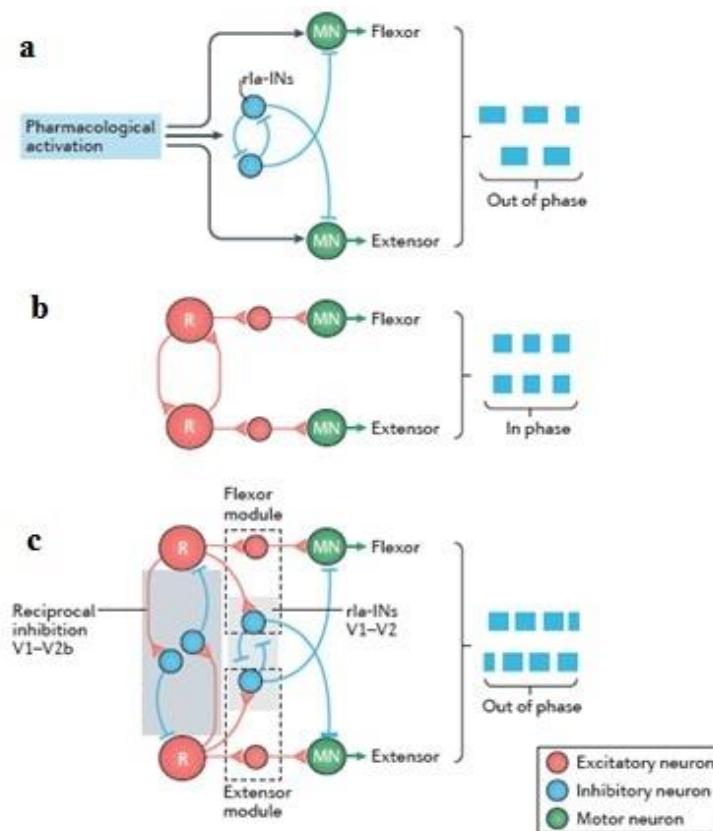 a
MN
Flexor
rIa-INs
Pharmacological
activation
Out of phase
MN
Extensor
b
R
MN
Flexor
R
MN
Extensor
In phase
Flexor
module
c
R
MN
Flexor
Reciprocal
inhibition
V1–V2b
rIa-INs
V1–V2
Out of phase
R
MN
Extensor
Extensor
module
Excitatory neuron
Inhibitory neuron
Motor neuron